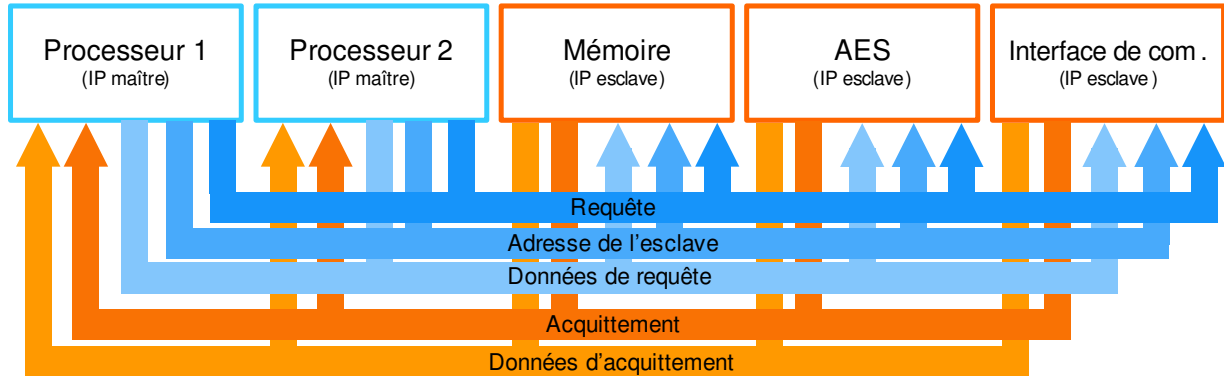 Processeur 1
(IP maître)
Processeur 2
(IP maître)
Mémoire
(IP esclave)
AES
(IP esclave)
Interface de com.
(IP esclave)
Requête
Adresse de l'esclave
Données de requête
Acquittement
Données d'acquittement